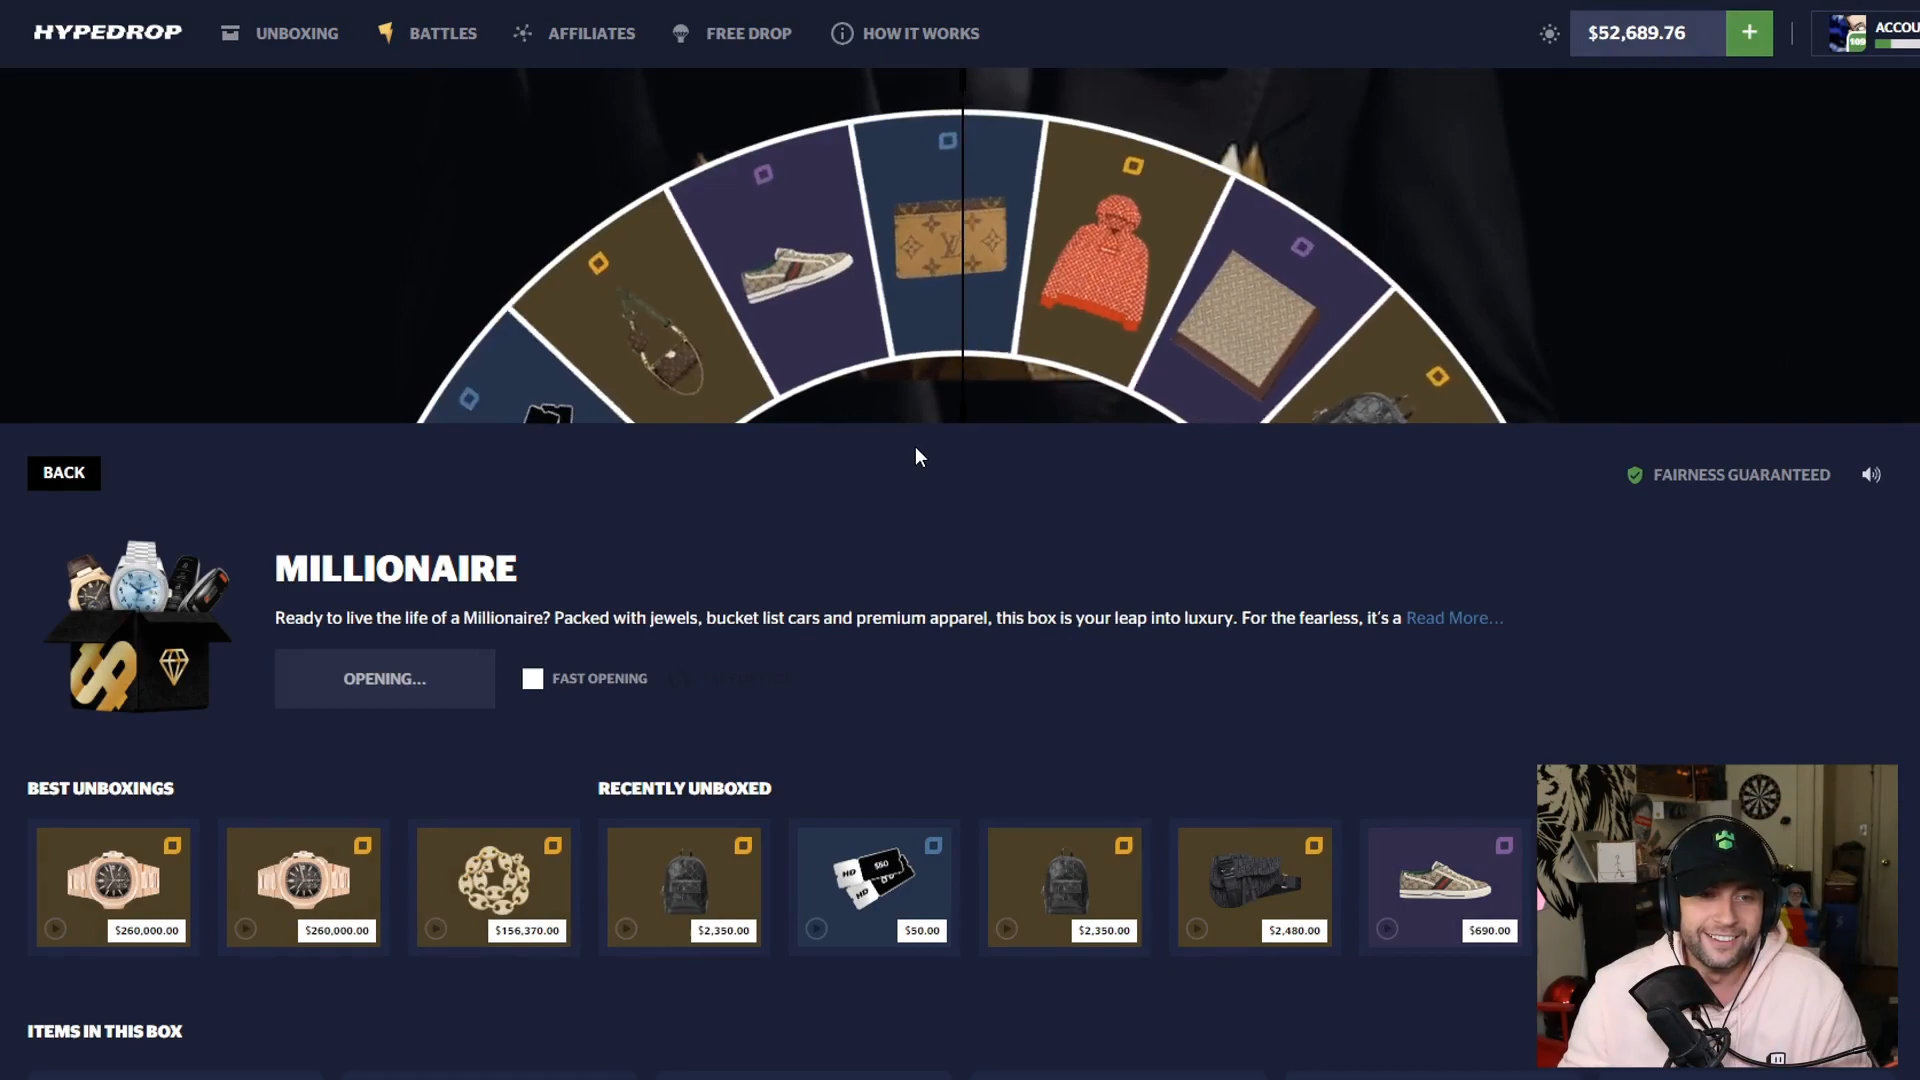 HYPEDROP UNBOXING BATTLES AFFILIATES FREE DROP HOW IT WORKS $52,689.76 + 109 ACCOU
BACK FAIRNESS GUARANTEED
MILLIONAIRE
Ready to live the life of a Millionaire? Packed with jewels, bucket list cars and premium apparel, this box is your leap into luxury. For the fearless, it's a Read More...
OPENING... FAST OPENING
BEST UNBOXINGS RECENTLY UNBOXED
$260,000.00 $260,000.00 $156,370.00 $2,350.00 $50.00 $2,350.00 $2,480.00 $690.00
ITEMS IN THIS BOX